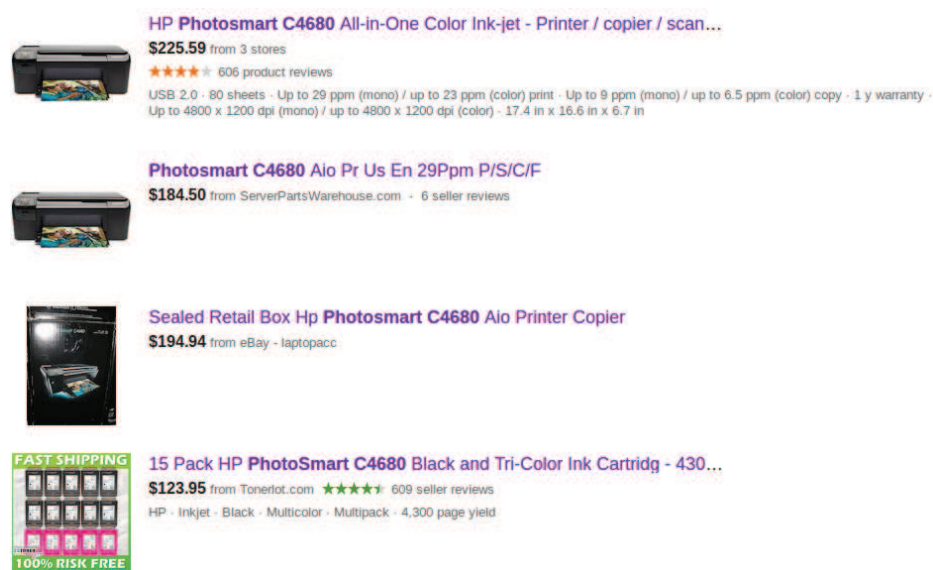 HP Photosmart C4680 All-in-One Color Ink-jet - Printer / copier / scan...
$225.59 from 3 stores
606 product reviews
USB 2.0 · 80 sheets · Up to 29 ppm (mono) / up to 23 ppm (color) print · Up to 9 ppm (mono) / up to 6.5 ppm (color) copy · 1 y warranty ·
Up to 4800 x 1200 dpi (mono) / up to 4800 x 1200 dpi (color) · 17.4 in x 16.6 in x 6.7 in
Photosmart C4680 Aio Pr Us En 29Ppm P/S/C/F
$184.50 from ServerPartsWarehouse.com · 6 seller reviews
Sealed Retail Box Hp Photosmart C4680 Aio Printer Copier
$194.94 from eBay - laptopacc
FAST SHIPPING
100% RISK FREE
15 Pack HP PhotoSmart C4680 Black and Tri-Color Ink Cartridg - 430...
$123.95 from Tonerlot.com 609 seller reviews
HP · Inkjet · Black · Multicolor · Multipack · 4,300 page yield